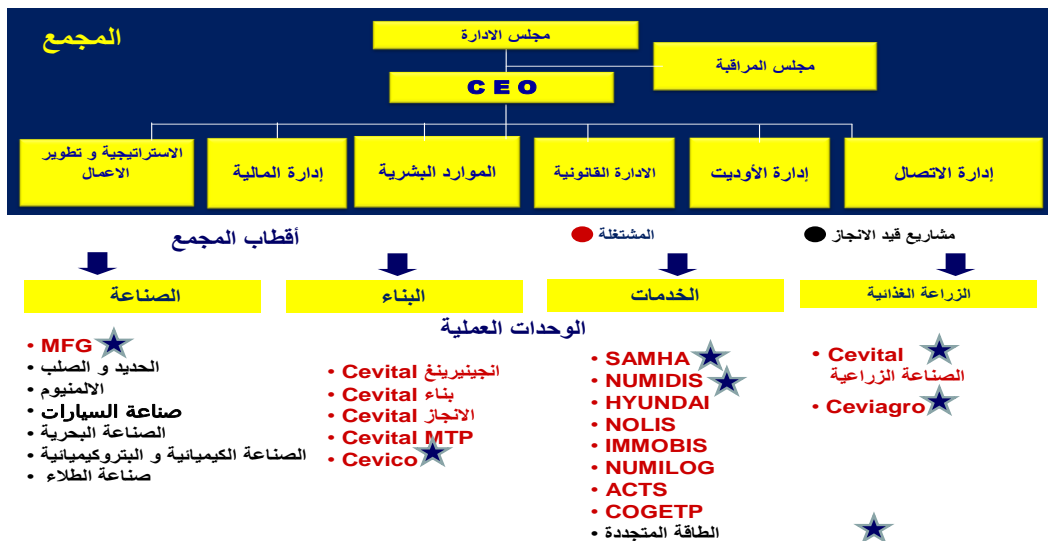 المجمع
مجلس الادارة
مجلس المراقبة
CEO
إدارة الاتصال
إدارة الأوديت
الادارة القانونية
الموارد البشرية
إدارة المالية
الاستراتيجية و تطوير
الاعمال
مشاريع قيد الانجاز
المشتغلة
أقطاب المجمع
الزراعة الغذائية
الخدمات
البناء
الصناعة
الوحدات العملية
• Cevital
الصناعة الزراعية
• Ceviagro
• SAMHA
• NUMIDIS
• HYUNDAI
• NOLIS
• IMMOBIS
• NUMILOG
• ACTS
• COGETP
• الطاقة المتجددة
• Cevital انجينيرينغ
• Cevital بناء
• Cevital الانجاز
• Cevital MTP
• Cevico
• MFG
• الحديد و الصلب
• الالمنيوم
• صناعة السيارات
• الصناعة البحرية
• الصناعة الكيميائية و البتروكيميائية
• صناعة الطلاء